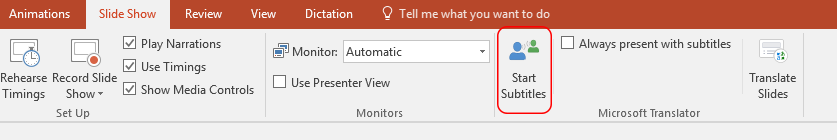 Animations Slide Show Review View Dictation Tell me what you want to do
Rehearse Timings
Record Slide Show
Play Narrations
Use Timings
Show Media Controls
Set Up
Monitor: Automatic
Use Presenter View
Monitors
Start Subtitles
Always present with subtitles
Translate Slides
Microsoft Translator